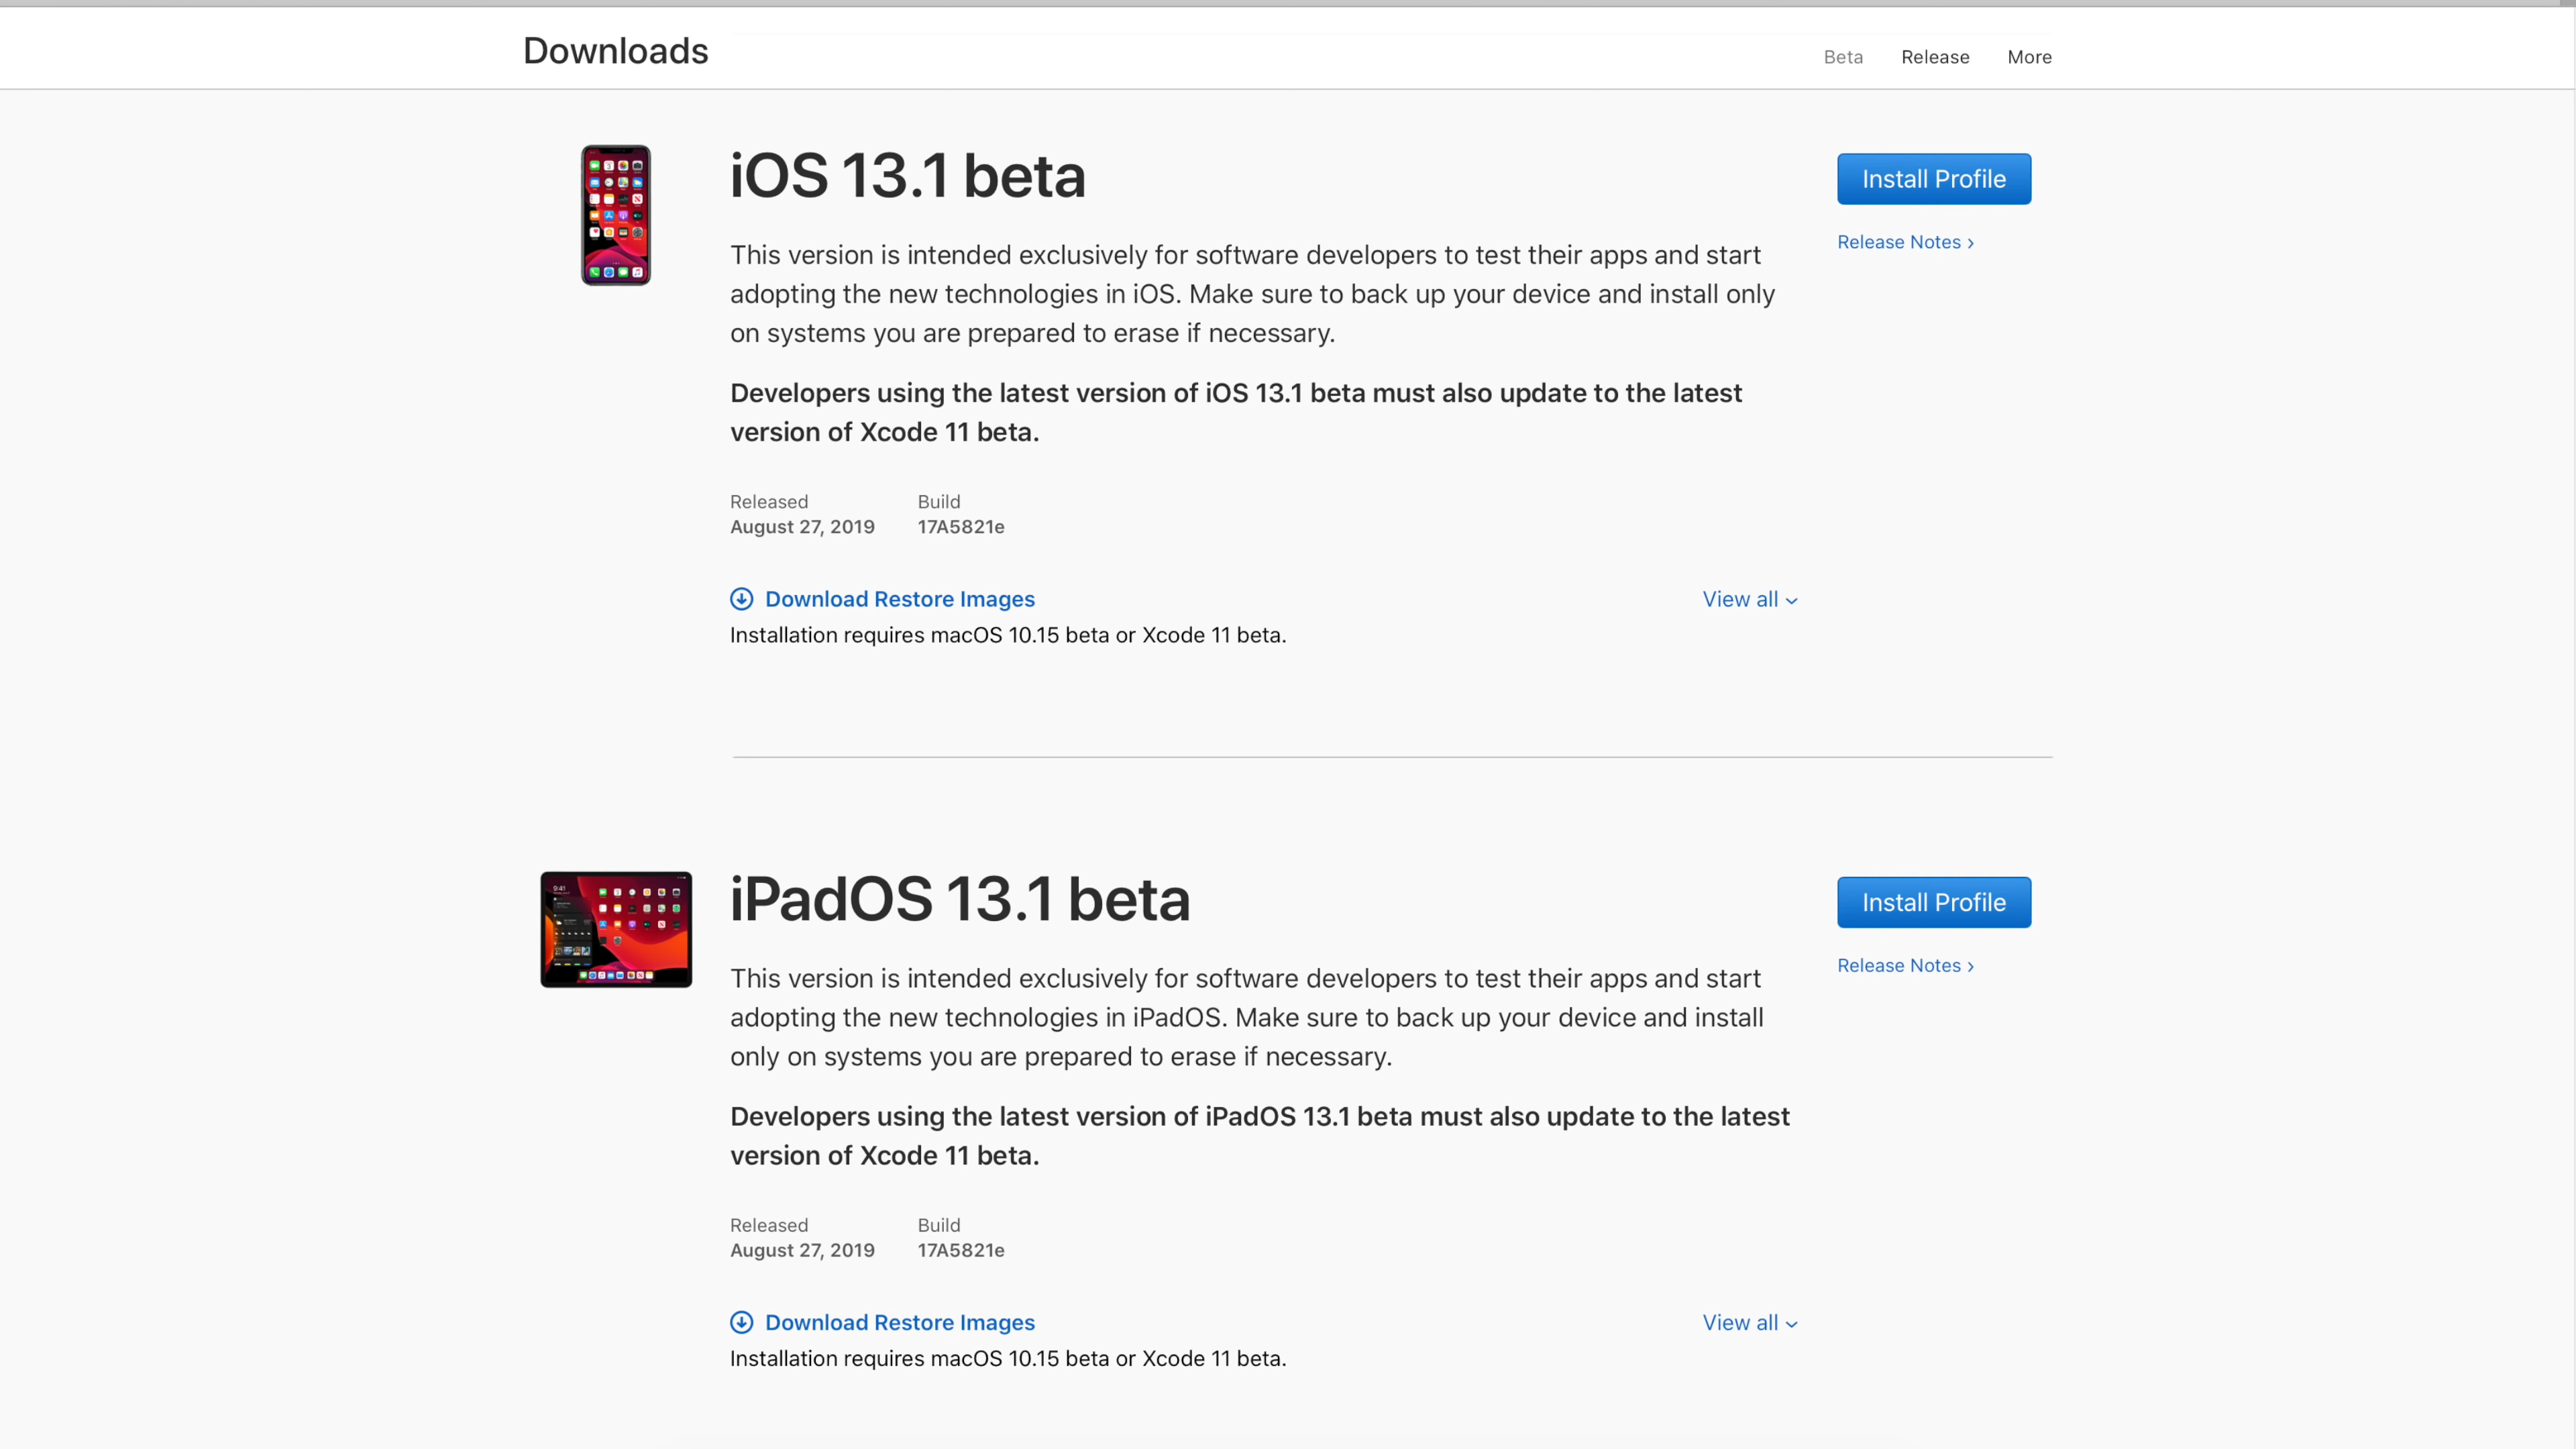 Downloads
Beta Release More
iOS 13.1 beta
Install Profile
Release Notes ›
This version is intended exclusively for software developers to test their apps and start
adopting the new technologies in iOS. Make sure to back up your device and install only
on systems you are prepared to erase if necessary.
Developers using the latest version of iOS 13.1 beta must also update to the latest
version of Xcode 11 beta.
Released Build
August 27, 2019 17A5821e
Download Restore Images View all
Installation requires macOS 10.15 beta or Xcode 11 beta.
9:41
iPadOS 13.1 beta
Install Profile
Release Notes ›
This version is intended exclusively for software developers to test their apps and start
adopting the new technologies in iPadOS. Make sure to back up your device and install
only on systems you are prepared to erase if necessary.
Developers using the latest version of iPadOS 13.1 beta must also update to the latest
version of Xcode 11 beta.
Released Build
August 27, 2019 17A5821e
Download Restore Images View all
Installation requires macOS 10.15 beta or Xcode 11 beta.